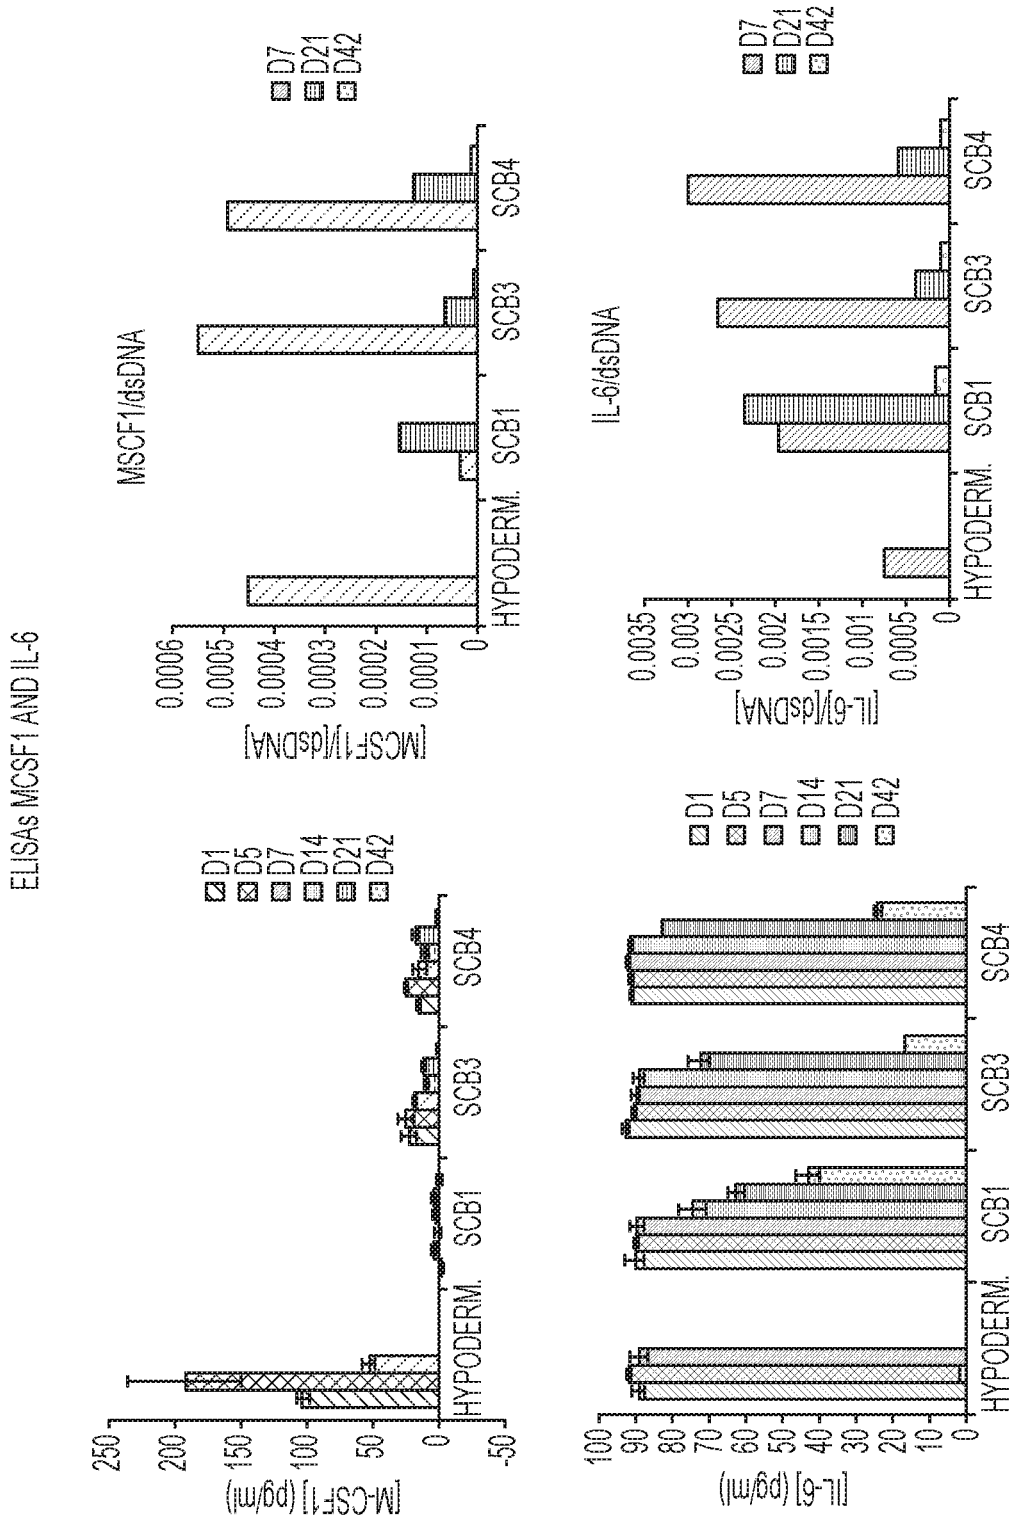 ELISAs MCSF1 AND IL-6
[M-CSF1] (pg/ml)
250
200
150
100
50
0
-50
HYPODERM.
SCB1
SCB3
SCB4
D1
D5
D7
D14
D21
D42
MSCF1/dsDNA
[MCSF1]/[dsDNA]
0.0006
0.0005
0.0004
0.0003
0.0002
0.0001
0
HYPODERM.
SCB1
SCB3
SCB4
D7
D21
D42
[IL-6] (pg/ml)
100
90
80
70
60
50
40
30
20
10
0
HYPODERM.
SCB1
SCB3
SCB4
D1
D5
D7
D14
D21
D42
IL-6/dsDNA
[IL-6]/[dsDNA]
0.0035
0.003
0.0025
0.002
0.0015
0.001
0.0005
0
HYPODERM.
SCB1
SCB3
SCB4
D7
D21
D42